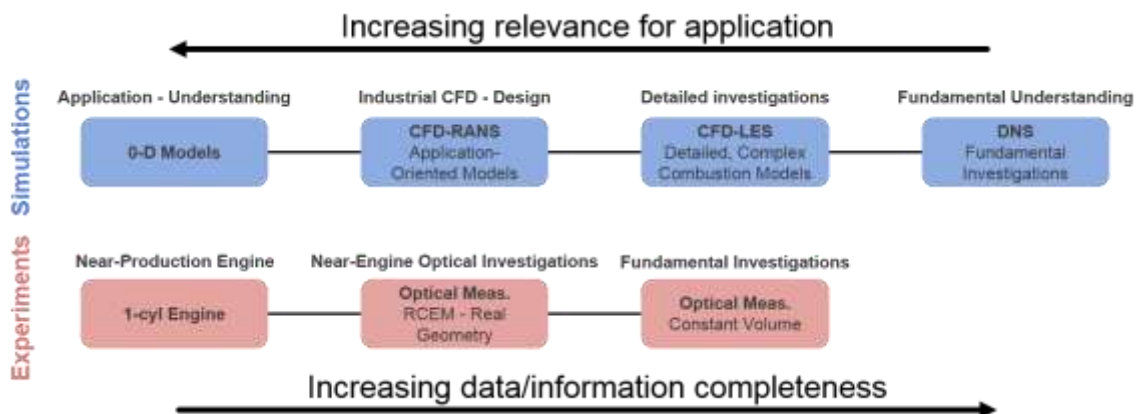 Increasing relevance for application
Simulations
Application - Understanding
Industrial CFD - Design
Detailed investigations
Fundamental Understanding
0-D Models
CFD-RANS
Application-
Oriented Models
CFD-LES
Detailed, Complex
Combustion Models
DNS
Fundamental
Investigations
Experiments
Near-Production Engine
Near-Engine Optical Investigations
Fundamental Investigations
1-cyl Engine
Optical Meas.
RCEM - Real
Geometry
Optical Meas.
Constant Volume
Increasing data/information completeness